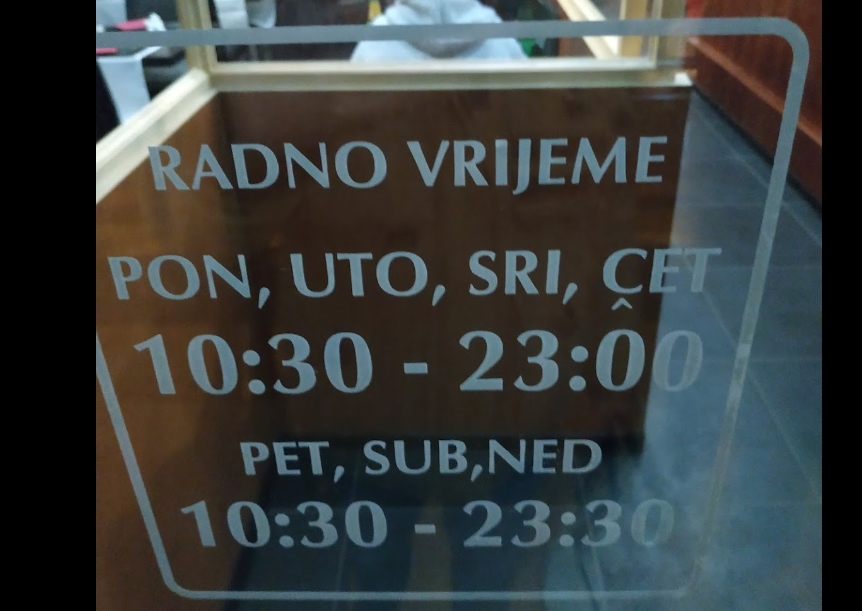 RADNO VRIJEME
PON, UTO, SRI, ČET
10:30 - 23:00
PET, SUB,NED
10:30 - 23:30